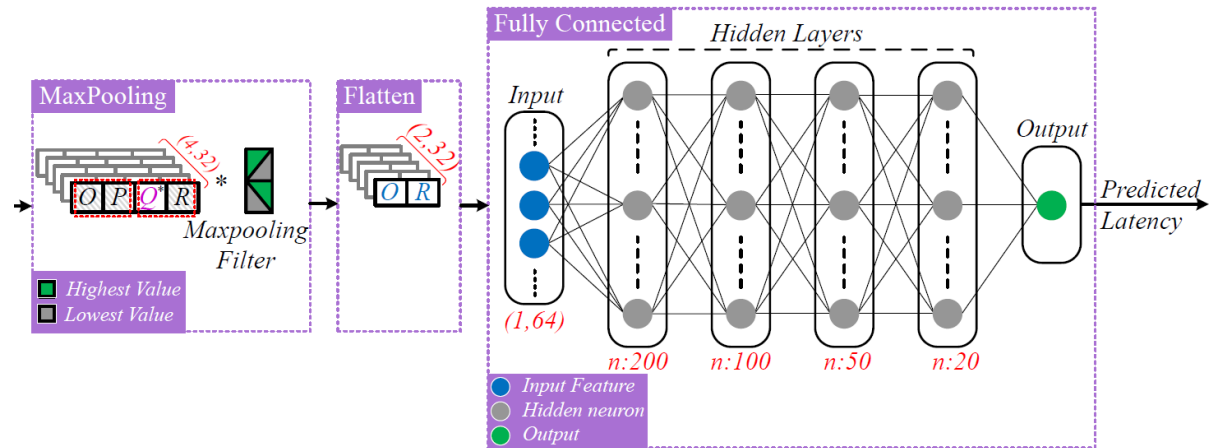 MaxPooling
(4,32)
O P Q* R
*
Maxpooling
Filter
Highest Value
Lowest Value
Flatten
(2,32)
O R
Fully Connected
Hidden Layers
Input
(1,64)
n:200
n:100
n:50
n:20
Output
Predicted
Latency
Input Feature
Hidden neuron
Output